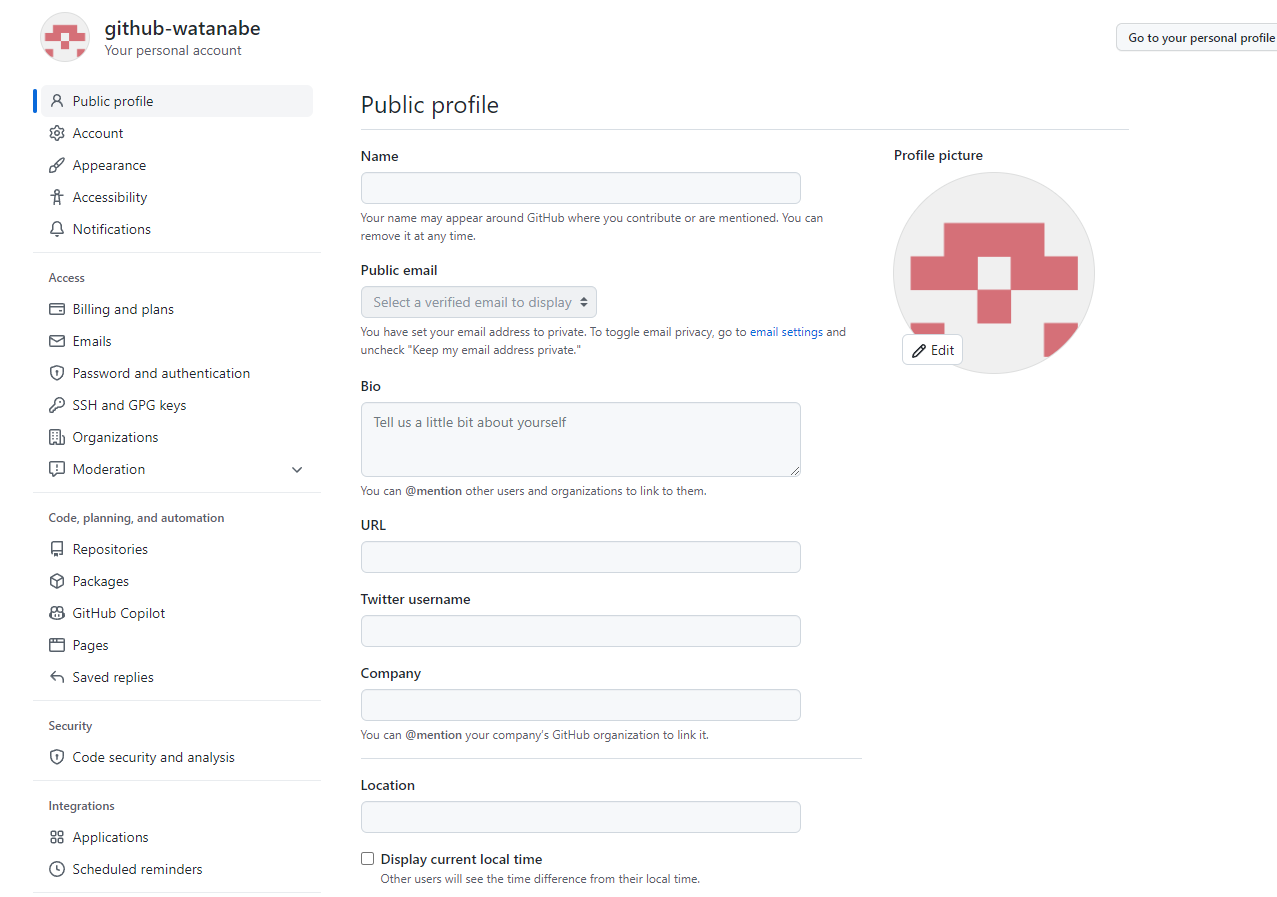 github-watanabe
Your personal account
Go to your personal profile
Public profile
Account
Appearance
Accessibility
Notifications
Access
Billing and plans
Emails
Password and authentication
SSH and GPG keys
Organizations
Moderation
Code, planning, and automation
Repositories
Packages
GitHub Copilot
Pages
Saved replies
Security
Code security and analysis
Integrations
Applications
Scheduled reminders
Public profile
Name
Your name may appear around GitHub where you contribute or are mentioned. You can
remove it at any time.
Public email
Select a verified email to display
You have set your email address to private. To toggle email privacy, go to email settings and
uncheck "Keep my email address private."
Bio
Tell us a little bit about yourself
You can @mention other users and organizations to link to them.
URL
Twitter username
Company
You can @mention your company's GitHub organization to link it.
Location
Display current local time
Other users will see the time difference from their local time.
Profile picture
Edit